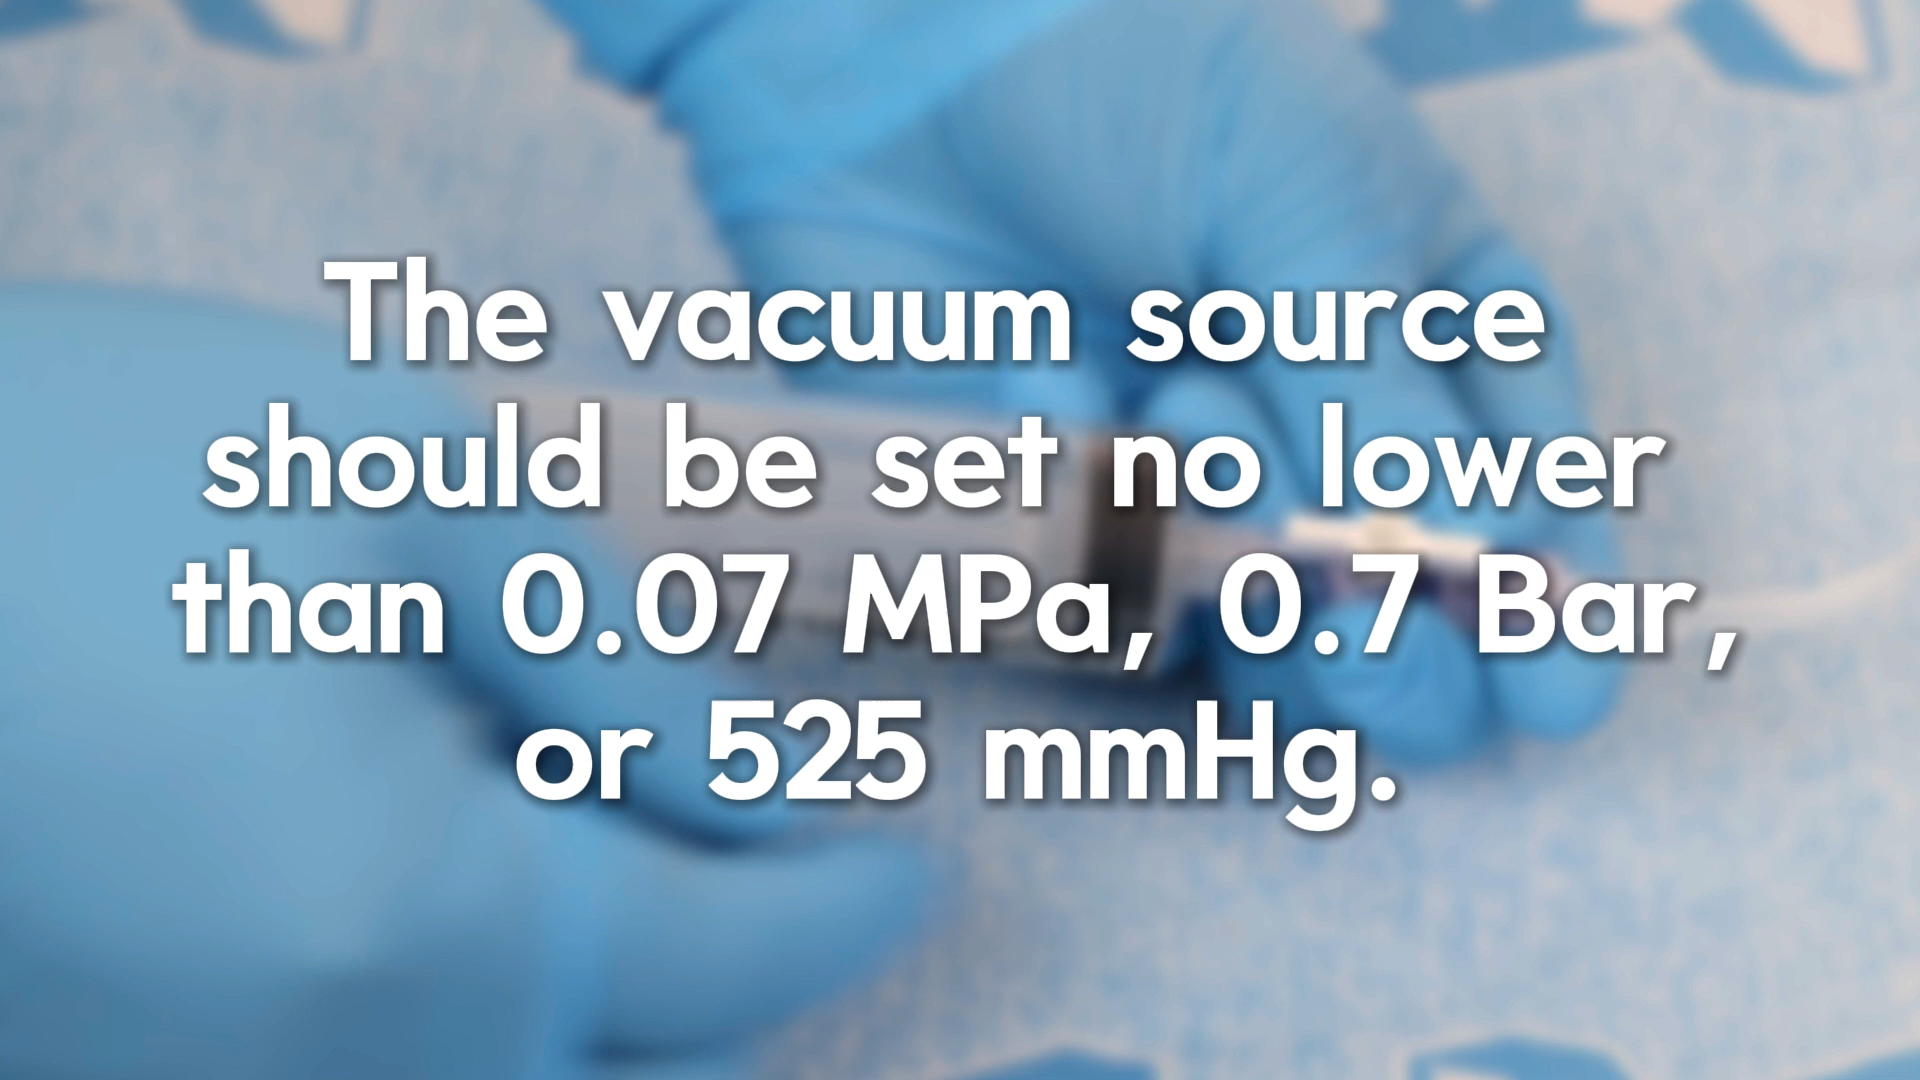 The vacuum source
should be set no lower
than 0.07 MPa, 0.7 Bar,
or 525 mmHg.